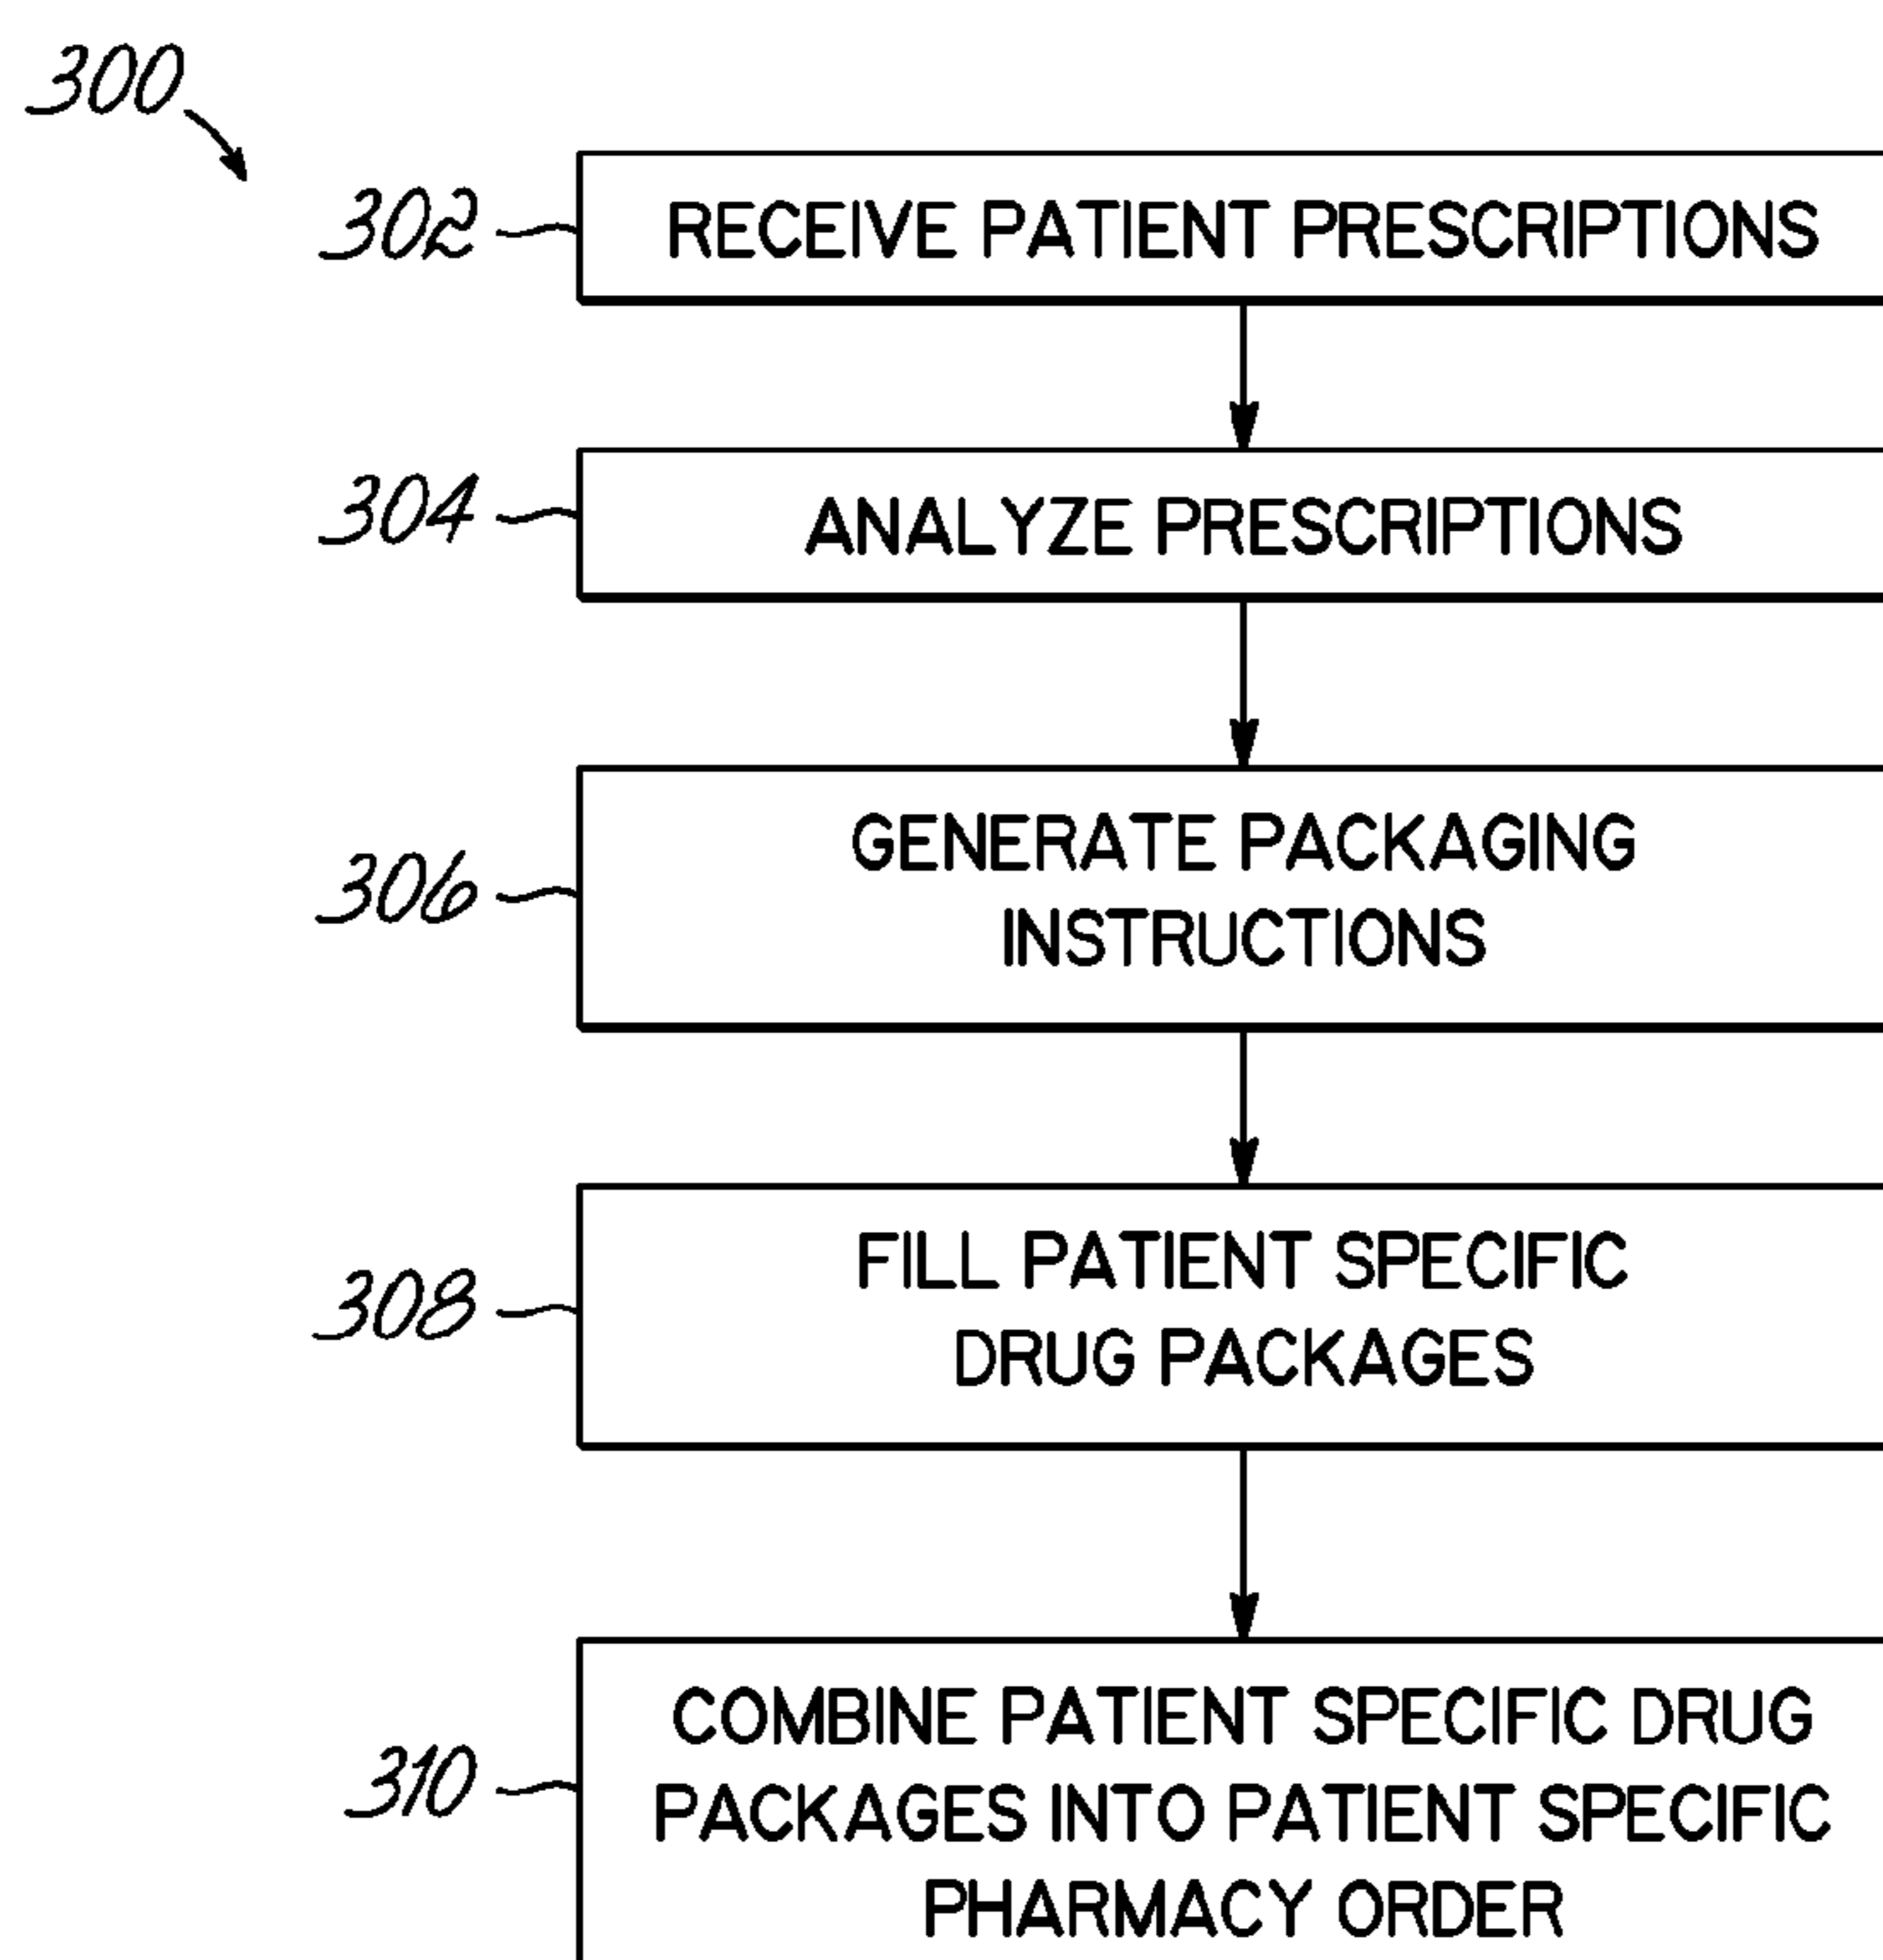 300
302
RECEIVE PATIENT PRESCRIPTIONS
304
ANALYZE PRESCRIPTIONS
306
GENERATE PACKAGING
INSTRUCTIONS
308
FILL PATIENT SPECIFIC
DRUG PACKAGES
310
COMBINE PATIENT SPECIFIC DRUG
PACKAGES INTO PATIENT SPECIFIC
PHARMACY ORDER